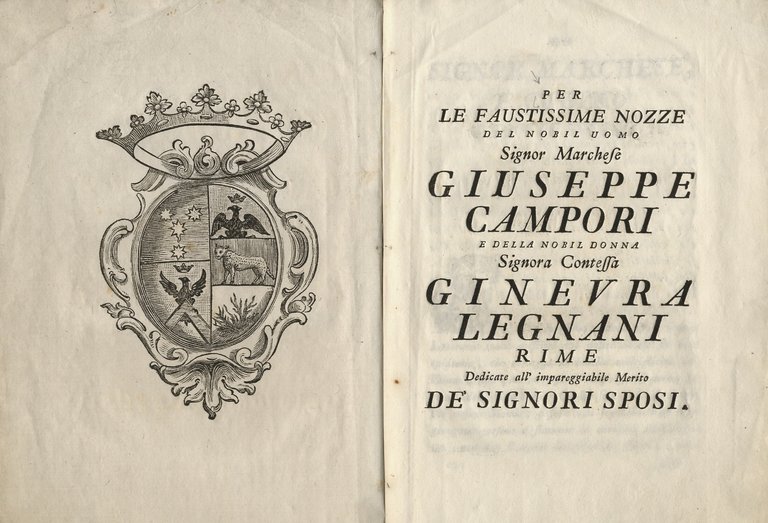 PER
LE FAUSTISSIME NOZZE
DEL NOBIL UOMO
Signor Marcheſe
GIUSEPPE
CAMPORI
E DELLA NOBIL DONNA
Signora Conteſſa
GINEVRA
LEGNANI
RIME
Dedicate all' impareggiabile Merito
DE' SIGNORI SPOSI.